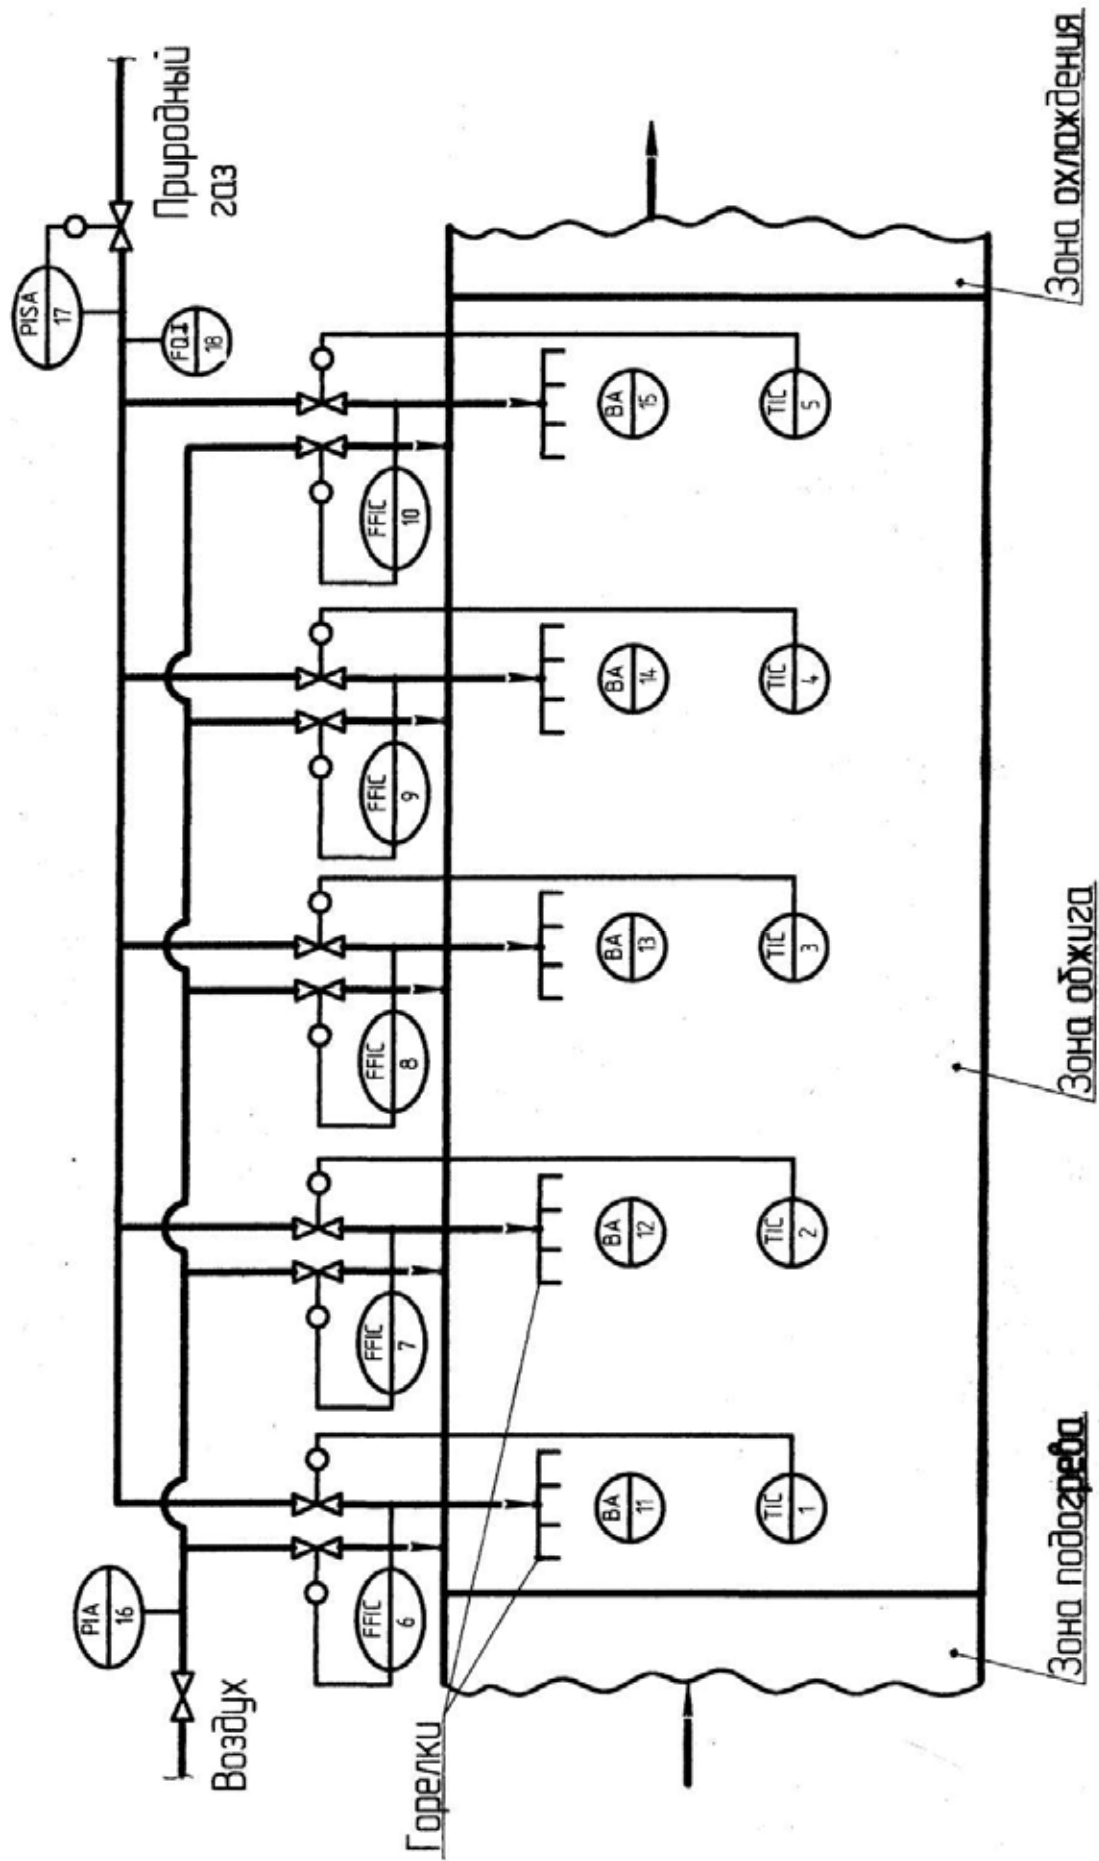 Природный
газ
Воздух
PISA
17
FQI
18
PIA
16
FFIC
6
FFIC
7
FFIC
8
FFIC
9
FFIC
10
Горелки
BA
11
BA
12
BA
13
BA
14
BA
15
TIC
1
TIC
2
TIC
3
TIC
4
TIC
5
Зона подогрева
Зона обжига
Зона охлаждения